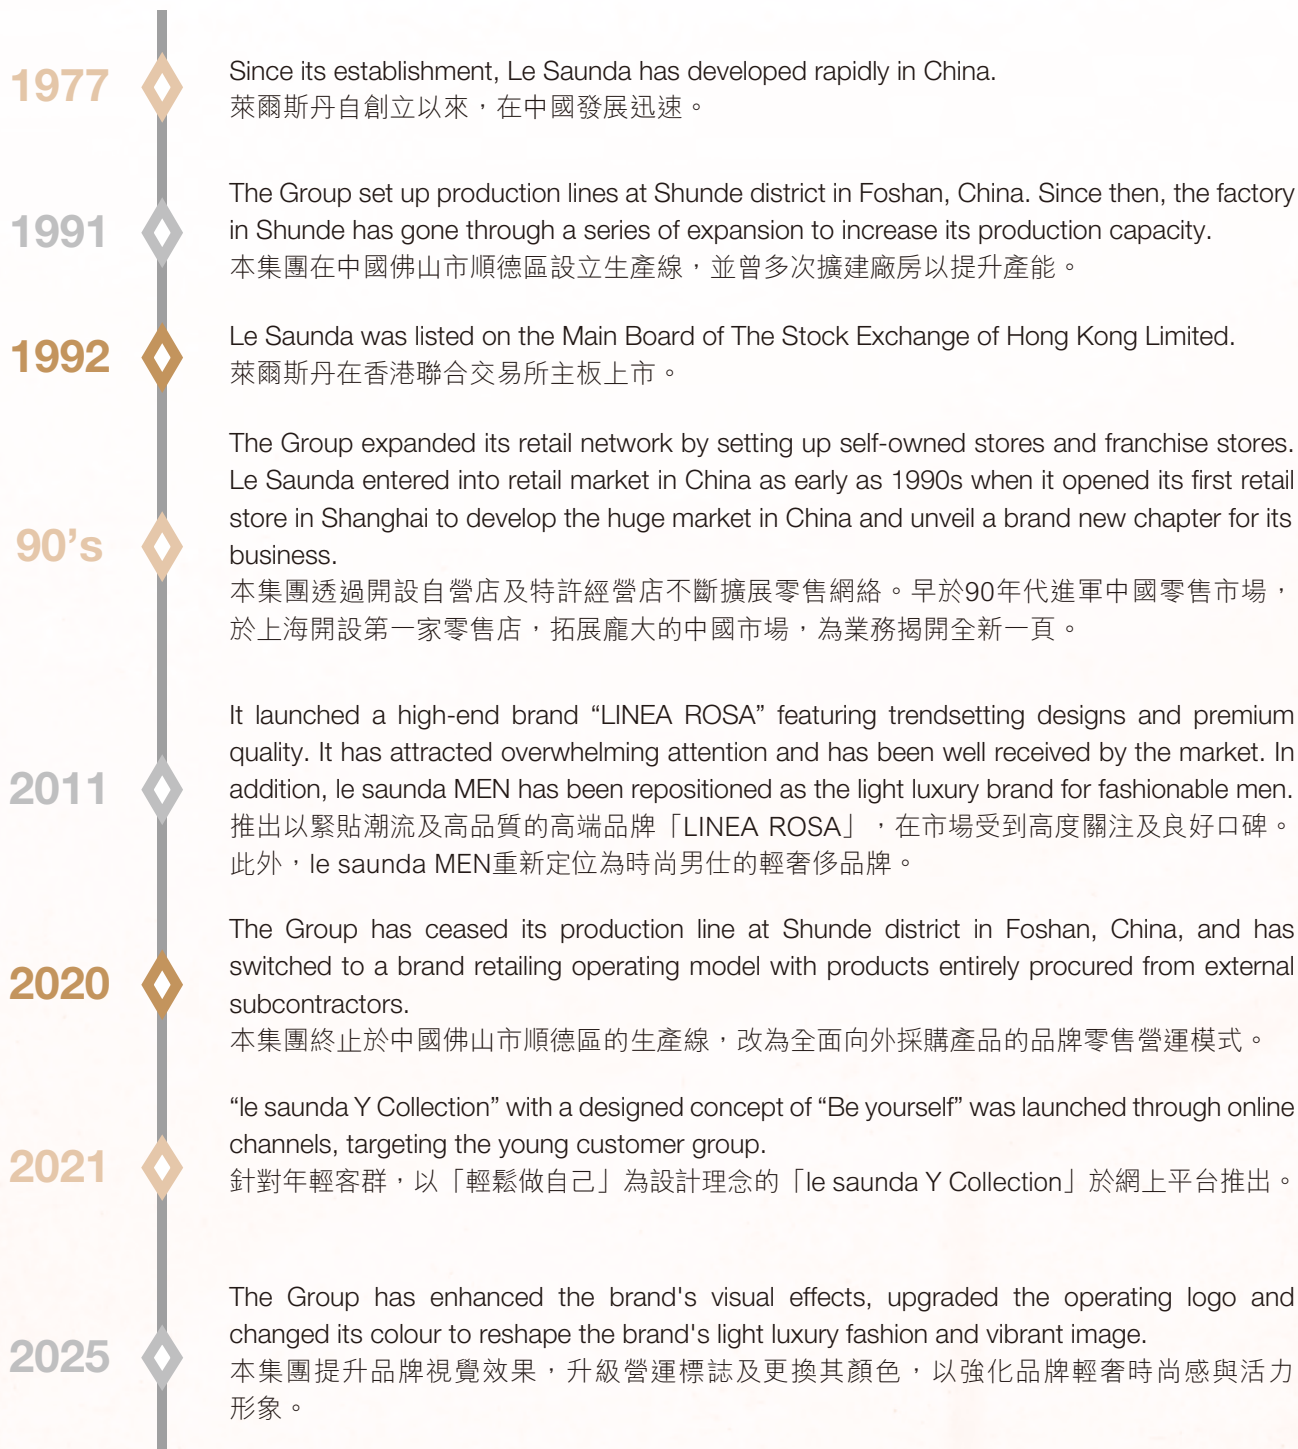 1977
Since its establishment, Le Saunda has developed rapidly in China.
萊爾斯丹自創立以來，在中國發展迅速。
1991
The Group set up production lines at Shunde district in Foshan, China. Since then, the factory
in Shunde has gone through a series of expansion to increase its production capacity.
本集團在中國佛山市順德區設立生產線，並曾多次擴建廠房以提升產能。
1992
Le Saunda was listed on the Main Board of The Stock Exchange of Hong Kong Limited.
萊爾斯丹在香港聯合交易所主板上市。
90’s
The Group expanded its retail network by setting up self-owned stores and franchise stores.
Le Saunda entered into retail market in China as early as 1990s when it opened its first retail
store in Shanghai to develop the huge market in China and unveil a brand new chapter for its
business.
本集團透過開設自營店及特許經營店不斷擴展零售網絡。早於90年代進軍中國零售市場，
於上海開設第一家零售店，拓展龐大的中國市場，為業務揭開全新一頁。
2011
It launched a high-end brand “LINEA ROSA” featuring trendsetting designs and premium
quality. It has attracted overwhelming attention and has been well received by the market. In
addition, le saunda MEN has been repositioned as the light luxury brand for fashionable men.
推出以緊貼潮流及高品質的高端品牌「LINEA ROSA」，在市場受到高度關注及良好口碑。
此外，le saunda MEN重新定位為時尚男仕的輕奢侈品牌。
2020
The Group has ceased its production line at Shunde district in Foshan, China, and has
switched to a brand retailing operating model with products entirely procured from external
subcontractors.
本集團終止於中國佛山市順德區的生產線，改為全面向外採購產品的品牌零售營運模式。
2021
“le saunda Y Collection” with a designed concept of “Be yourself” was launched through online
channels, targeting the young customer group.
針對年輕客群，以「輕鬆做自己」為設計理念的「le saunda Y Collection」於網上平台推出。
2025
The Group has enhanced the brand's visual effects, upgraded the operating logo and
changed its colour to reshape the brand's light luxury fashion and vibrant image.
本集團提升品牌視覺效果，升級營運標誌及更換其顏色，以強化品牌輕奢時尚感與活力
形象。